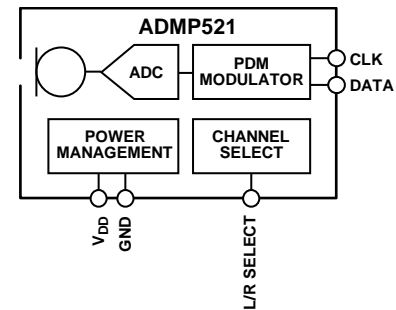 ADMP521
ADC
PDM
MODULATOR
CLK
DATA
POWER
MANAGEMENT
CHANNEL
SELECT
VDD
GND
L/R SELECT